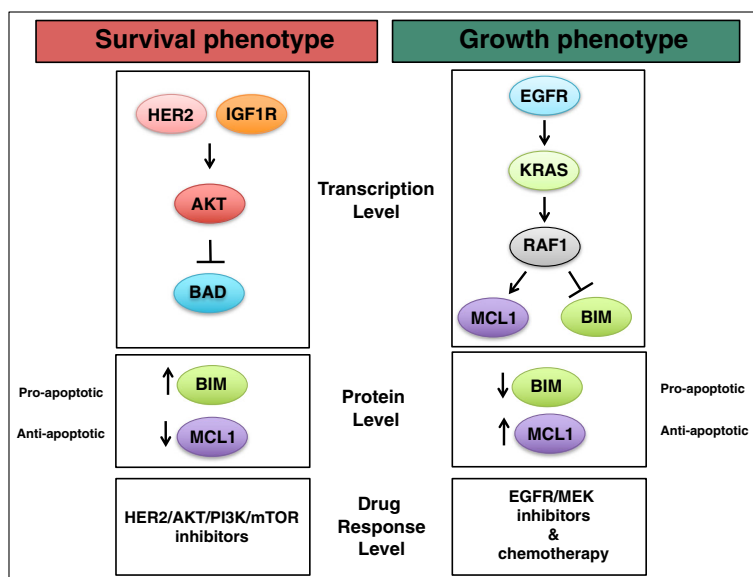 Survival phenotype
Growth phenotype
HER2
IGF1R
AKT
BAD
Transcription
Level
EGFR
KRAS
RAF1
MCL1
BIM
Pro-apoptotic
BIM
Anti-apoptotic
MCL1
Protein
Level
BIM
Pro-apoptotic
MCL1
Anti-apoptotic
HER2/AKT/PI3K/mTOR
inhibitors
Drug
Response
Level
EGFR/MEK
inhibitors
&
chemotherapy